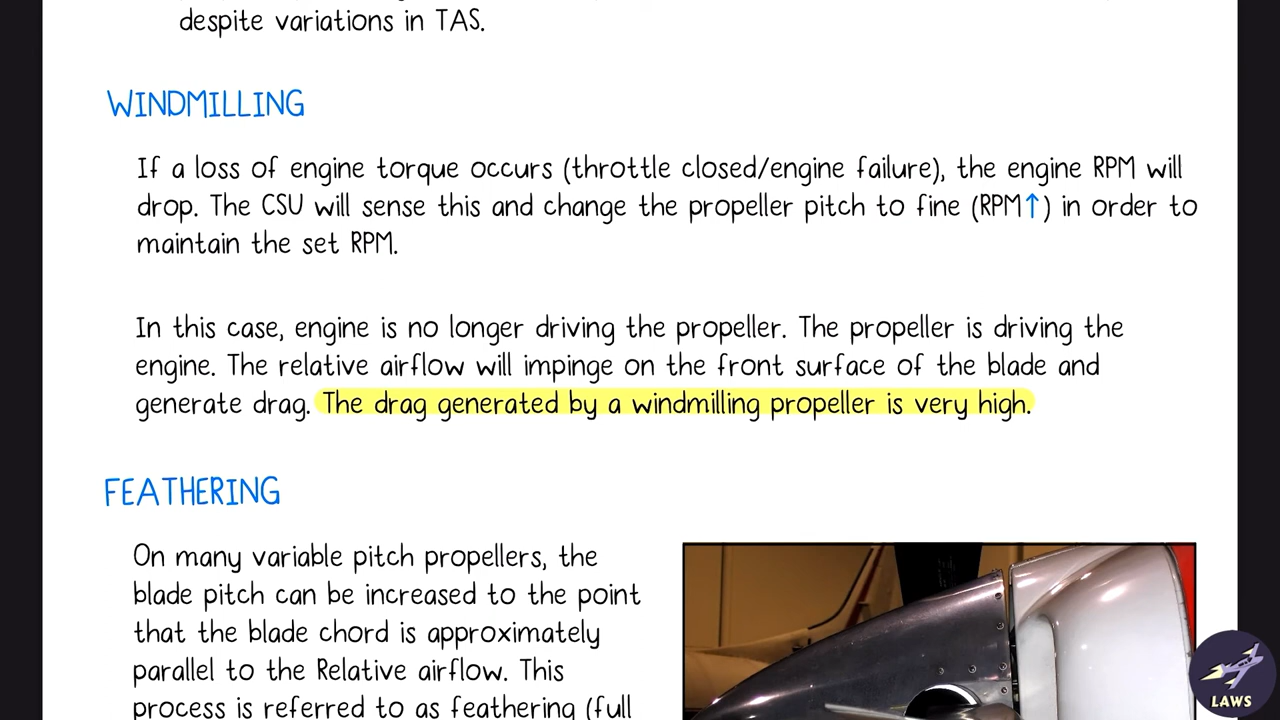 despite variations in TAS.
WINDMILLING
If a loss of engine torque occurs (throttle closed/engine failure), the engine RPM will
drop. The CSU will sense this and change the propeller pitch to fine (RPM↑) in order to
maintain the set RPM.
In this case, engine is no longer driving the propeller. The propeller is driving the
engine. The relative airflow will impinge on the front surface of the blade and
generate drag. The drag generated by a windmilling propeller is very high.
FEATHERING
On many variable pitch propellers, the
blade pitch can be increased to the point
that the blade chord is approximately
parallel to the Relative airflow. This
process is referred to as feathering (full
LAWS